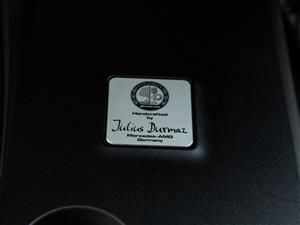 Handcrafted
by
Julius Durmaz
Mercedes-AMG
Germany